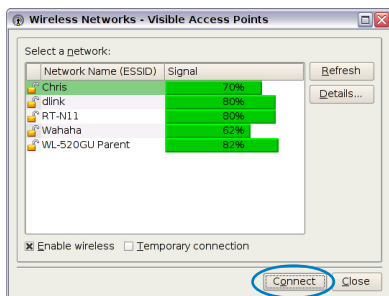 Wireless Networks - Visible Access Points
Select a network:
Network Name (ESSID) Signal
Refresh
Chris 70%
Details...
dlink 80%
RT-N11 80%
Wahaha 62%
WL-520GU Parent 82%
Enable wireless Temporary connection
Connect Close